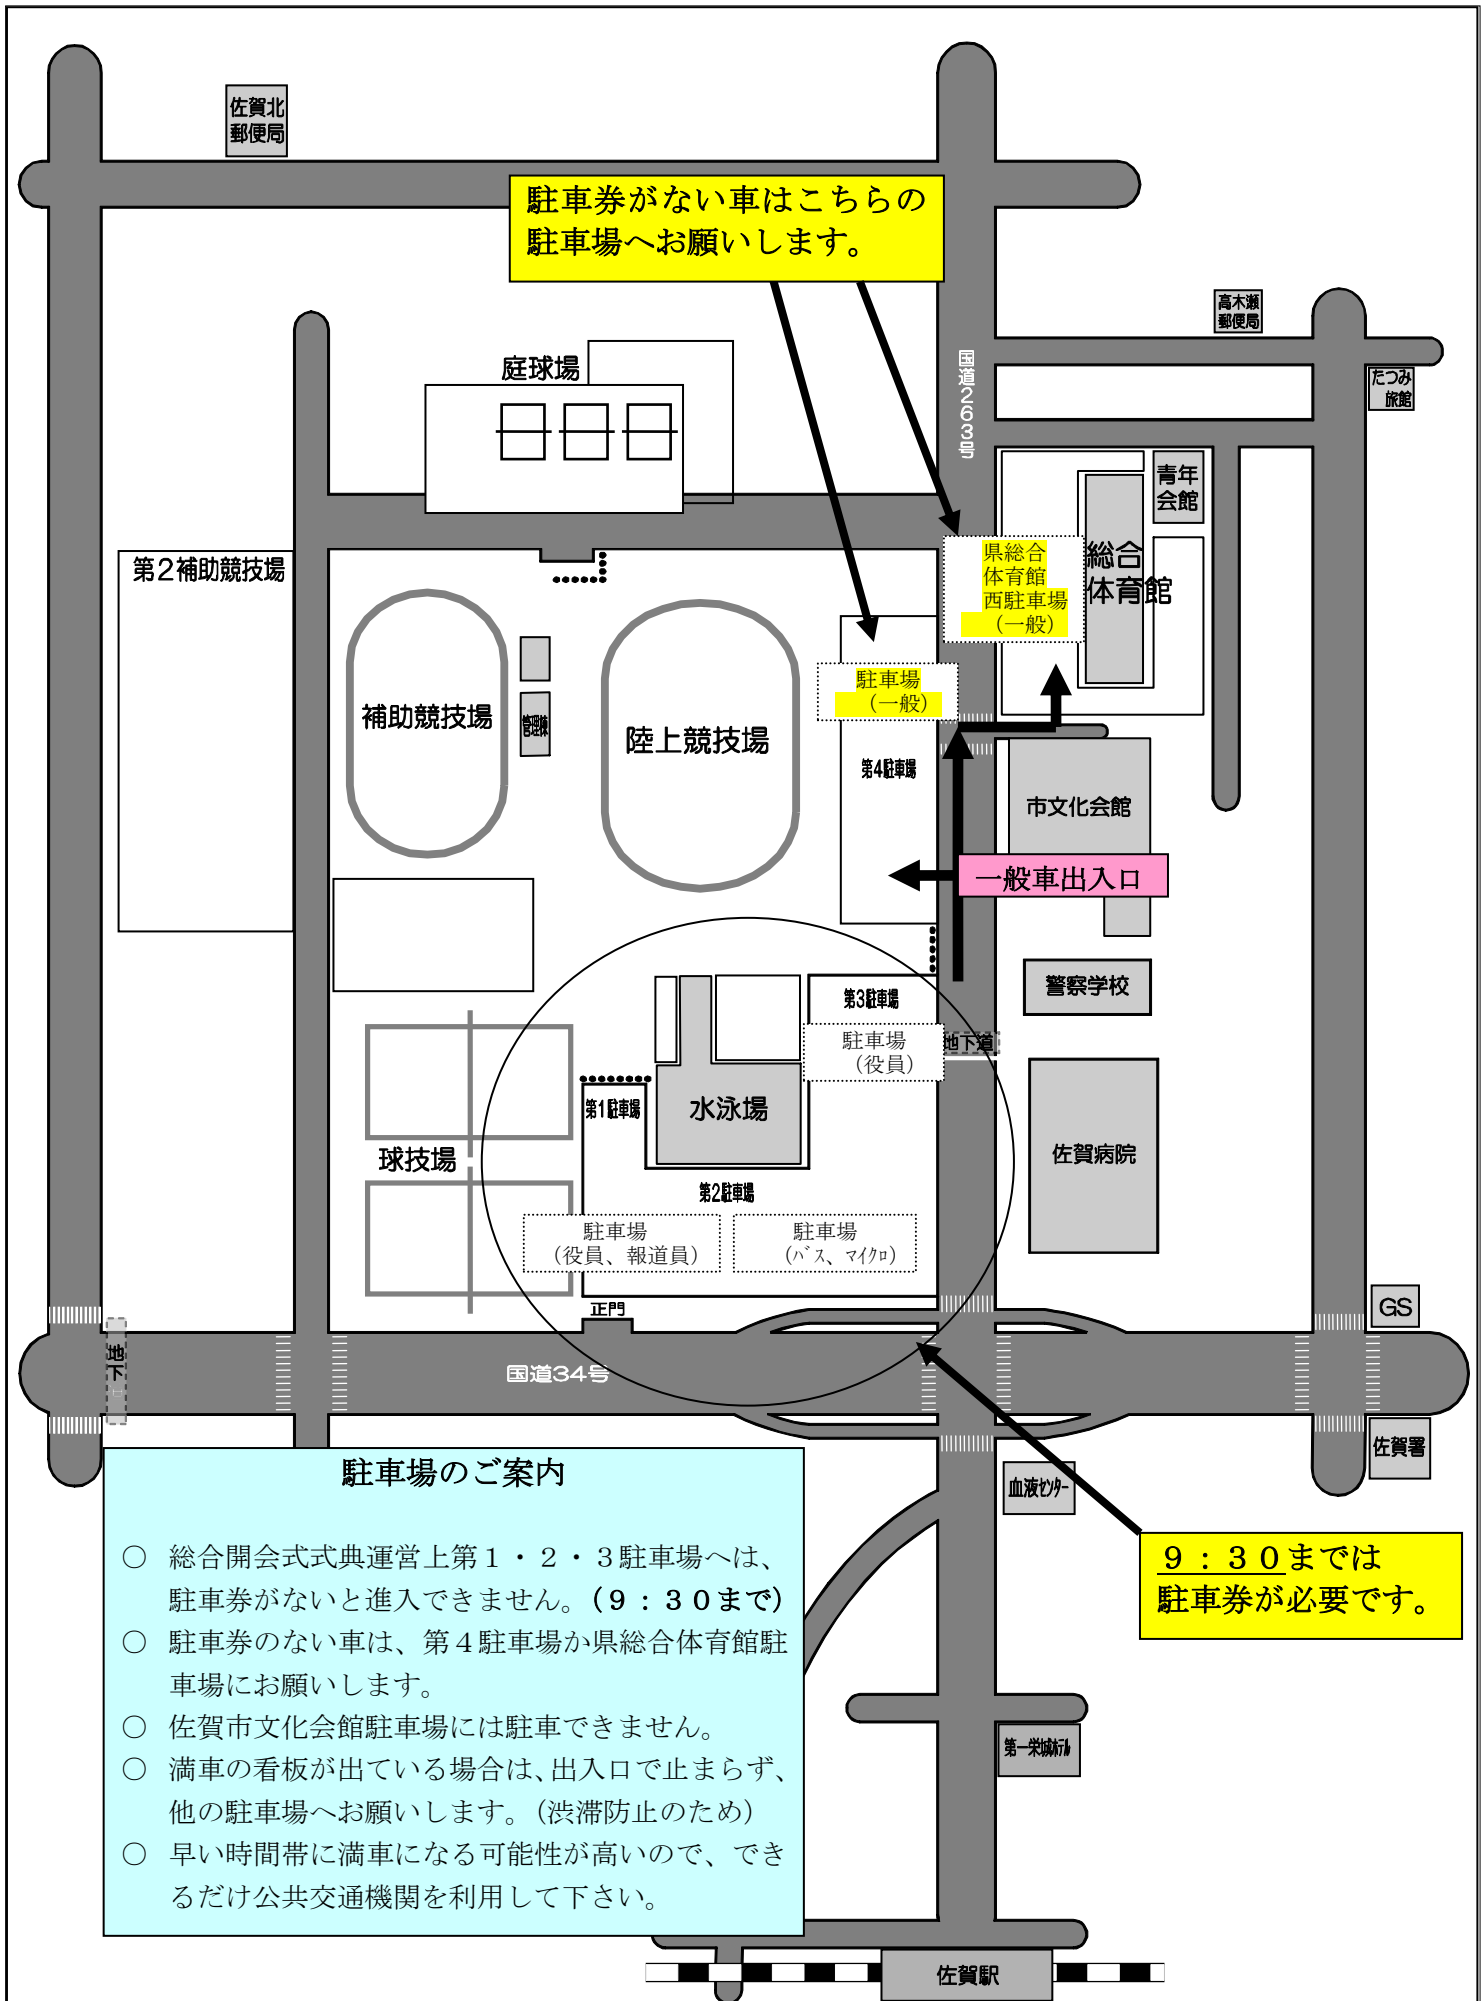 佐賀北
郵便局
駐車券がない車はこちらの
駐車場へお願いします。
高木瀬
郵便局
国道263号
たつみ
旅館
庭球場
青年
会館
第2補助競技場
県総合
体育館
西駐車場
（一般）
総合
体育館
駐車場
（一般）
補助競技場
管理棟
陸上競技場
第4駐車場
市文化会館
一般車出入口
警察学校
第3駐車場
駐車場
（役員）
地下道
第1駐車場
水泳場
球技場
佐賀病院
第2駐車場
駐車場
（役員、報道員）
駐車場
（バス、マイクロ）
正門
GS
国道34号
佐賀署
血液センター
駐車場のご案内
○ 総合開会式式典運営上第１・２・３駐車場へは、
駐車券がないと進入できません。（９：３０まで）
○ 駐車券のない車は、第４駐車場か県総合体育館駐
車場にお願いします。
○ 佐賀市文化会館駐車場には駐車できません。
○ 満車の看板が出ている場合は、出入口で止まらず、
他の駐車場へお願いします。（渋滞防止のため）
○ 早い時間帯に満車になる可能性が高いので、でき
るだけ公共交通機関を利用して下さい。
９：３０までは
駐車券が必要です。
第一栄城ホテル
佐賀駅